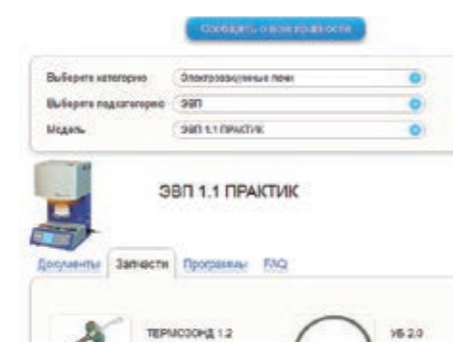 Сообщить о неисправности
Выберите категорию Электровакуумные печи
Выберите подкатегорию ЭВП
Модель ЭВП 1.1 ПРАКТИК
ЭВП 1.1 ПРАКТИК
Документы Запчасти Программы FAQ
ТЕРМОЗОНД 1.2 УБ 2.0